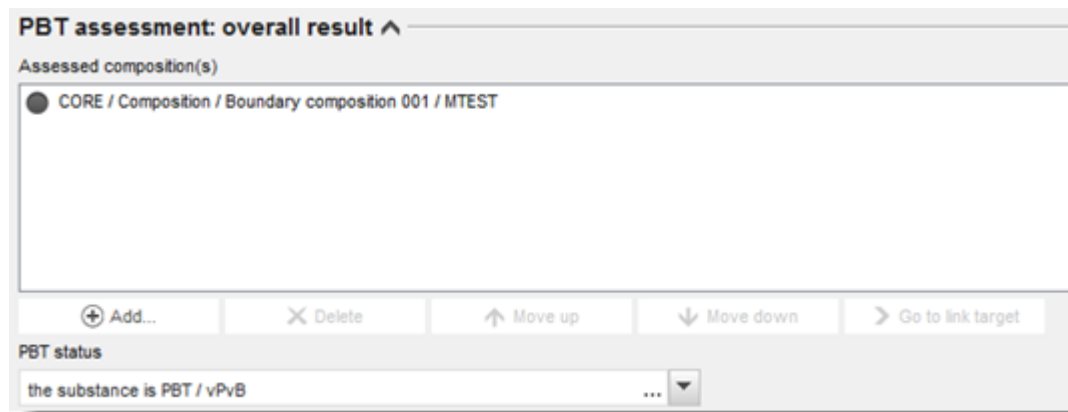 PBT assessment: overall result
Assessed composition(s)
CORE / Composition / Boundary composition 001 / MTEST
Add... Delete Move up Move down Go to link target
PBT status
the substance is PBT / vPvB ...